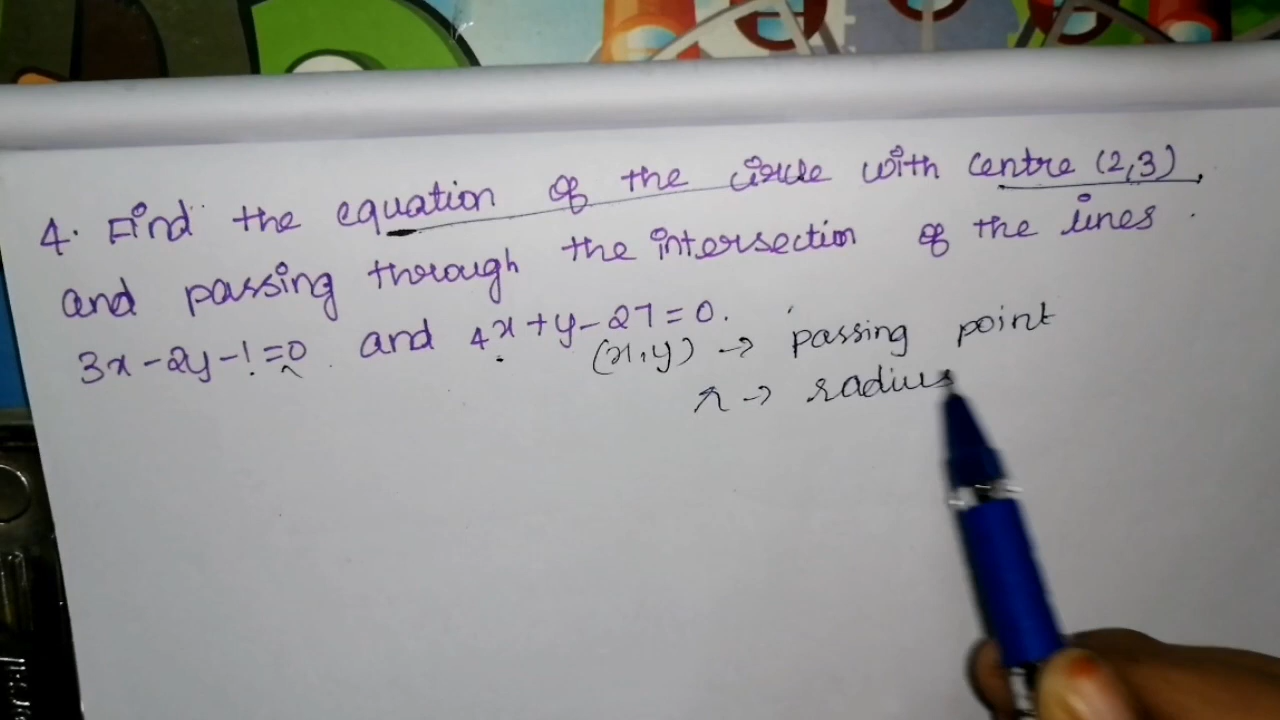 4. Find the equation of the circle with centre (2,3),
and passing through the intersection of the lines
3x-2y-1=0 and 4x+y-27=0.
(x,y) → passing point
r → radius